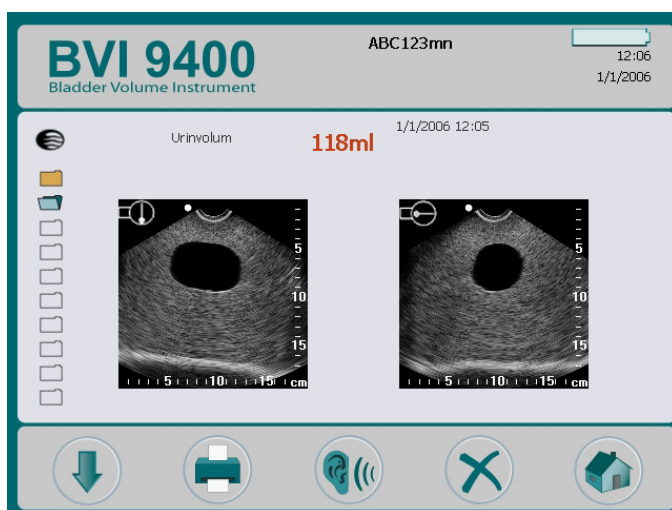 BVI 9400
Bladder Volume Instrument
ABC123mn
12:06
1/1/2006
Urinvolum
118ml
1/1/2006 12:05
5
10
15
5 10 15 cm
5
10
15
5 10 15 cm